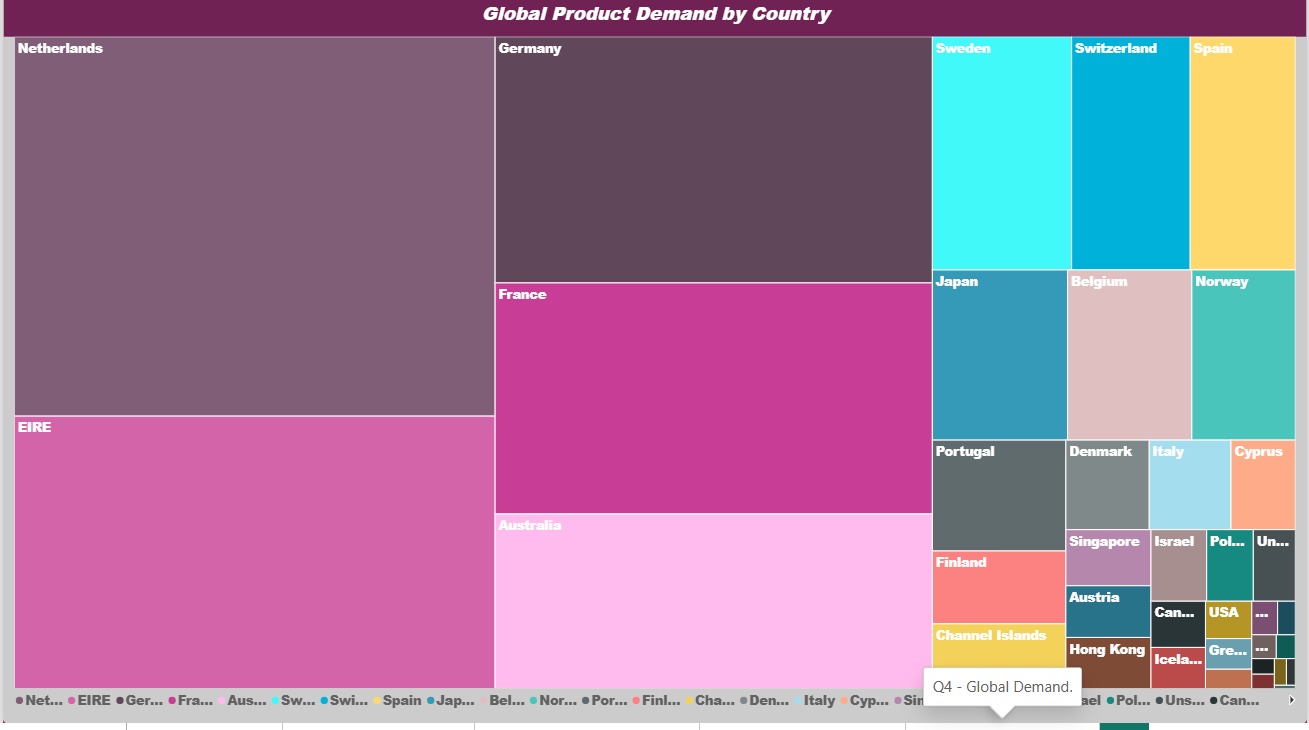 Global Product Demand by Country
Netherlands
EIRE
Germany
France
Australia
Sweden
Switzerland
Spain
Japan
Belgium
Norway
Portugal
Denmark
Italy
Cyprus
Finland
Channel Islands
Singapore
Israel
Pol...
Un...
Austria
Can...
USA
...
Hong Kong
Icela...
Gre...
...
Net... EIRE Ger... Fra... Aus... Sw... Swi... Spain Jap... Bel... Nor... Por... Finl... Cha... Den... Italy Cyp... Sin ael Pol... Uns... Can...
Q4 - Global Demand.